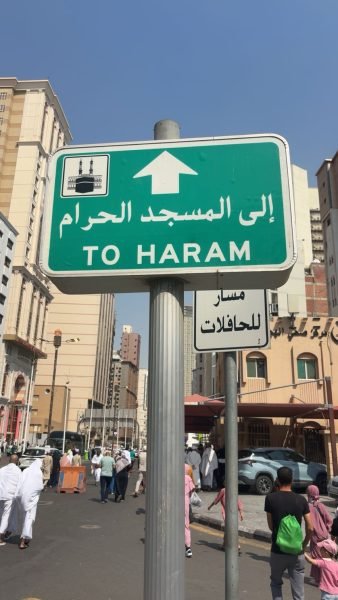 إلى المسجد الحرام
TO HARAM
مسار
للحافلات